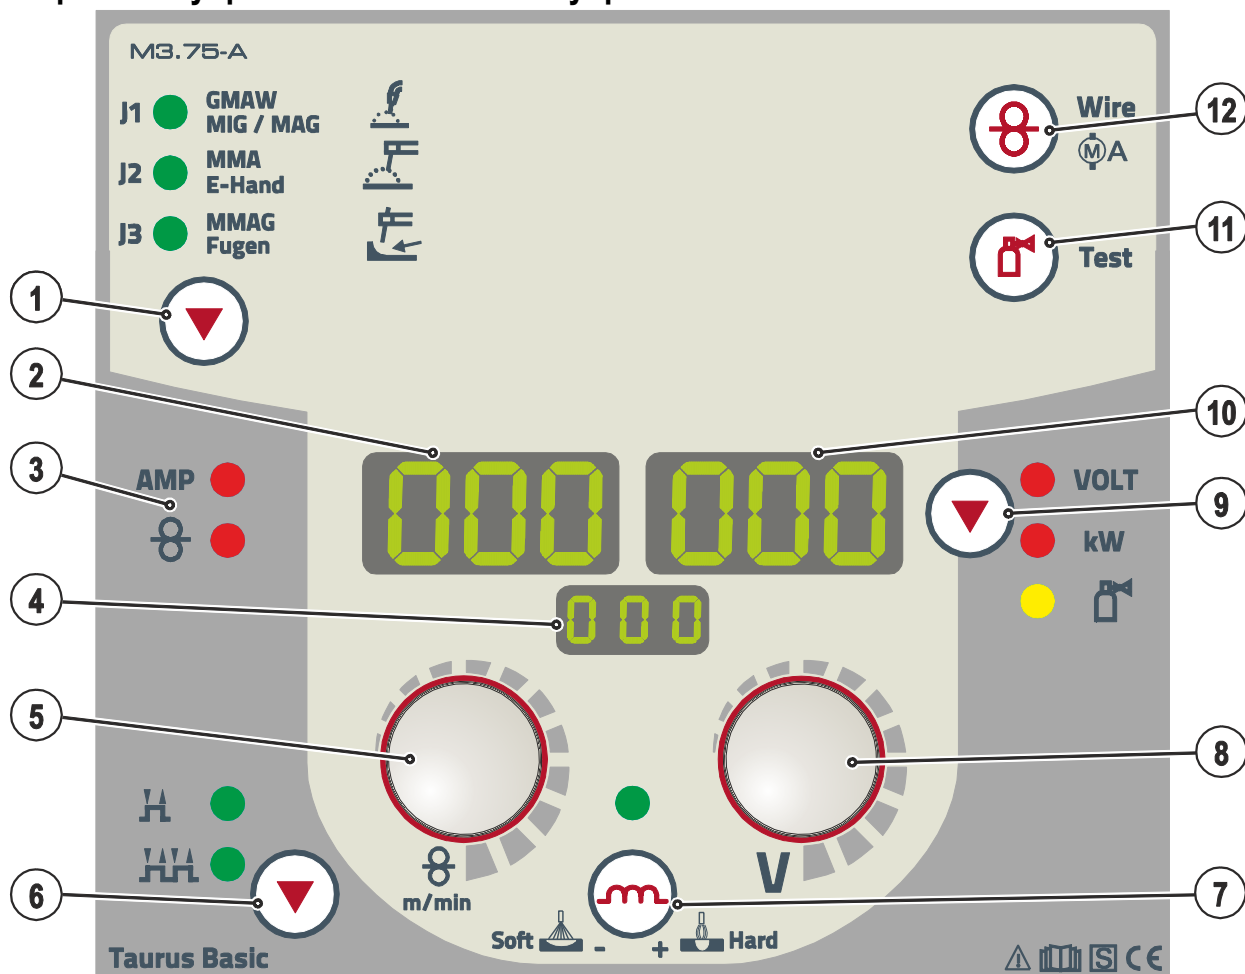 M3.75-A
J1 GMAW
MIG / MAG
J2 MMA
E-Hand
J3 MMAG
Fugen
Wire
M A
Test
12
11
1
2
3
4
5
6
10
9
8
7
AMP
000
000
VOLT
kW
000
m/min
V
Soft - + Hard
Taurus Basic
S CE